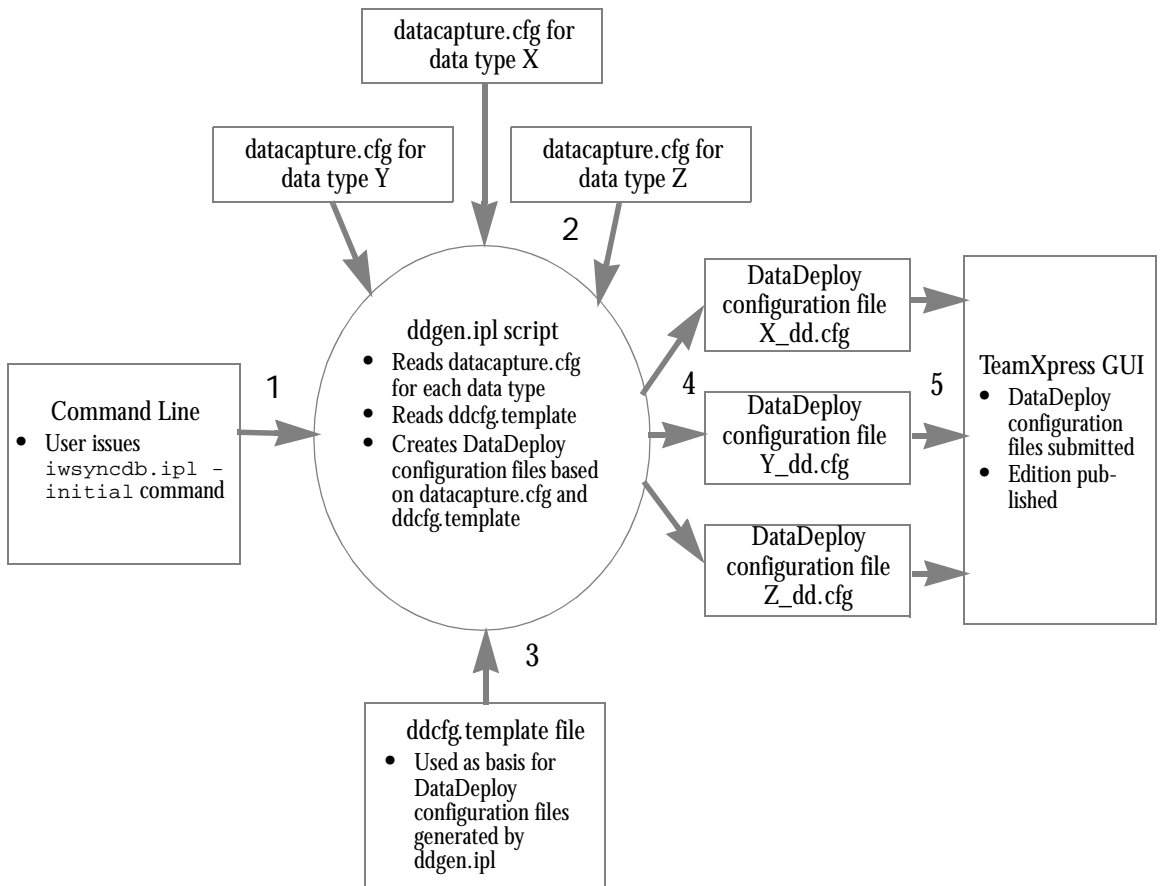 datacapture.cfg for
data type X
datacapture.cfg for
data type Y
datacapture.cfg for
data type Z
2
ddgen.ipl script
• Reads datacapture.cfg
for each data type
• Reads ddcfg.template
• Creates DataDeploy
configuration files based
on datacapture.cfg and
ddcfg.template
1
Command Line
• User issues
iwsyncdb.ipl -
initial command
DataDeploy
configuration file
X_dd.cfg
4
DataDeploy
configuration file
Y_dd.cfg
DataDeploy
configuration file
Z_dd.cfg
5
TeamXpress GUI
• DataDeploy
configuration
files submitted
• Edition pub-
lished
3
ddcfg.template file
• Used as basis for
DataDeploy
configuration files
generated by
ddgen.ipl